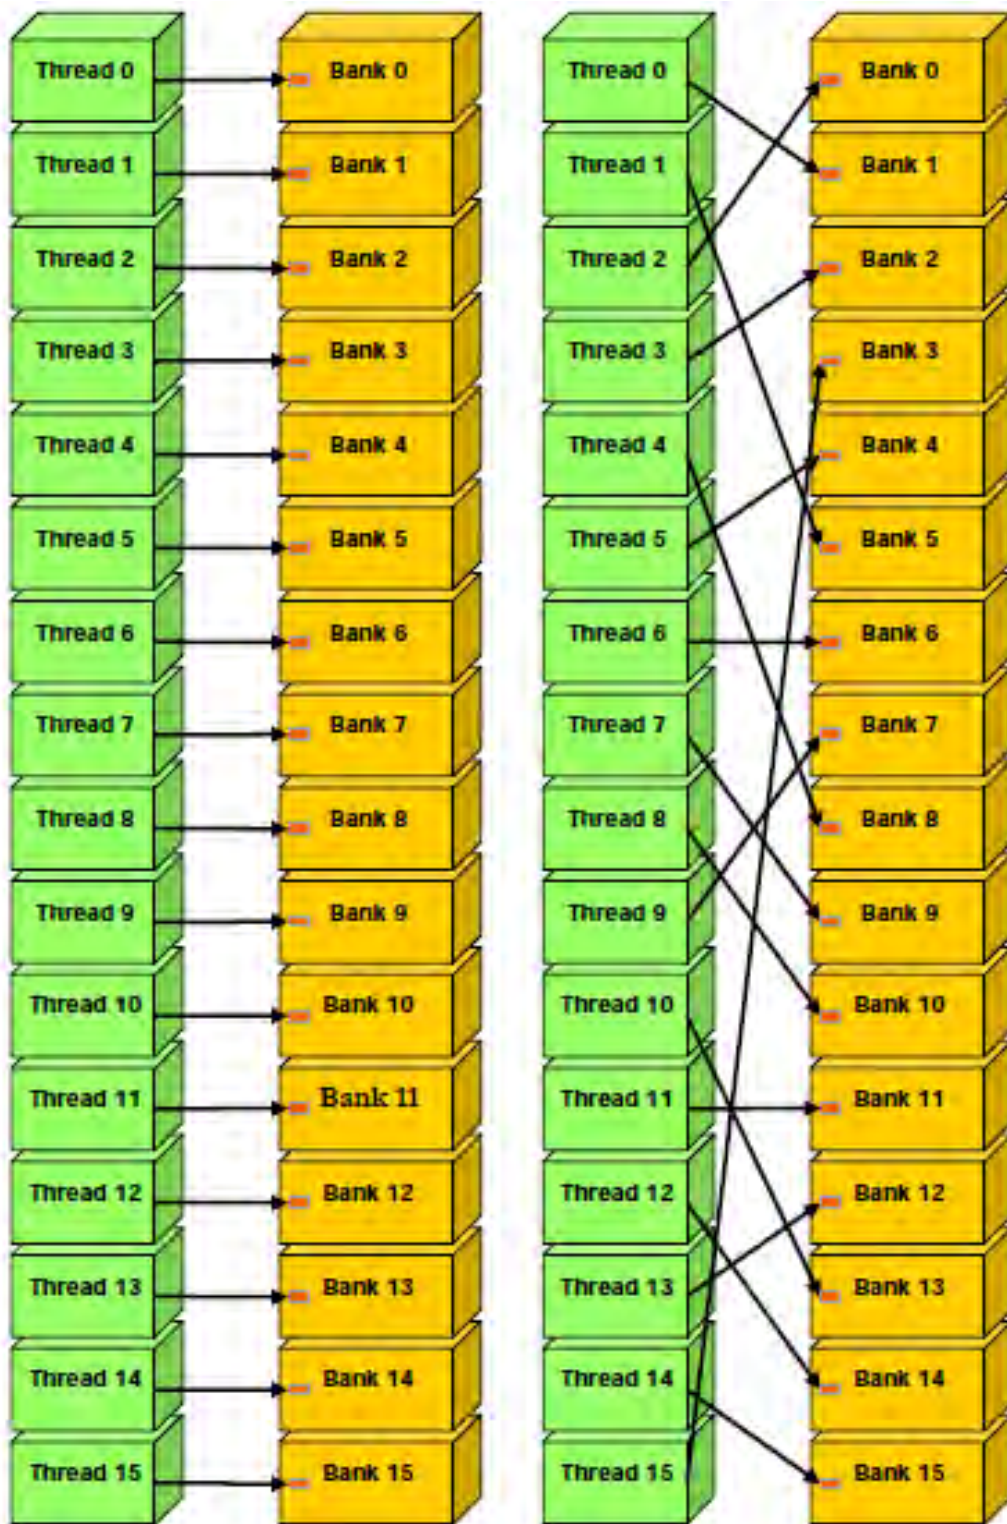 Thread 0 Bank 0 Thread 0 Bank 0
Thread 1 Bank 1 Thread 1 Bank 1
Thread 2 Bank 2 Thread 2 Bank 2
Thread 3 Bank 3 Thread 3 Bank 3
Thread 4 Bank 4 Thread 4 Bank 4
Thread 5 Bank 5 Thread 5 Bank 5
Thread 6 Bank 6 Thread 6 Bank 6
Thread 7 Bank 7 Thread 7 Bank 7
Thread 8 Bank 8 Thread 8 Bank 8
Thread 9 Bank 9 Thread 9 Bank 9
Thread 10 Bank 10 Thread 10 Bank 10
Thread 11 Bank 11 Thread 11 Bank 11
Thread 12 Bank 12 Thread 12 Bank 12
Thread 13 Bank 13 Thread 13 Bank 13
Thread 14 Bank 14 Thread 14 Bank 14
Thread 15 Bank 15 Thread 15 Bank 15